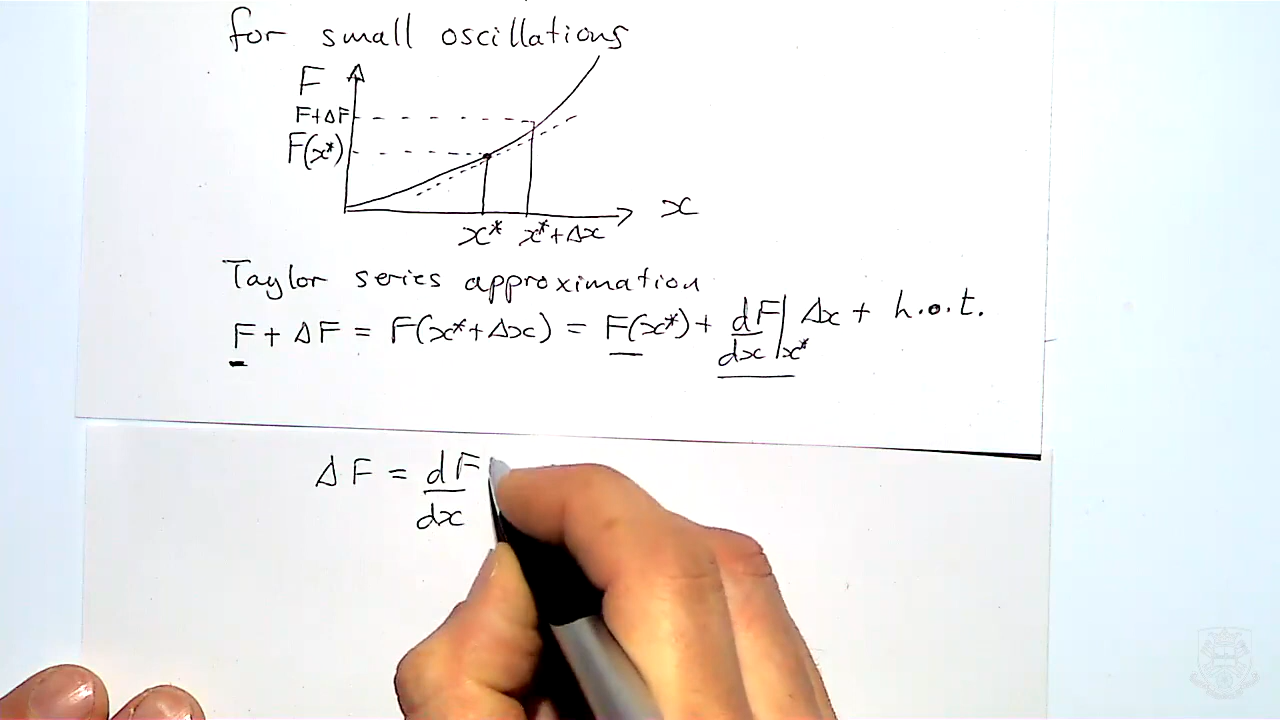 for small oscillations
F
F+ΔF
F(x*)
x
x* x*+Δx
Taylor series approximation
F + ΔF = F(x*+Δx) = F(x*) + dF/dx|x* Δx + h.o.t.
ΔF = dF/dx